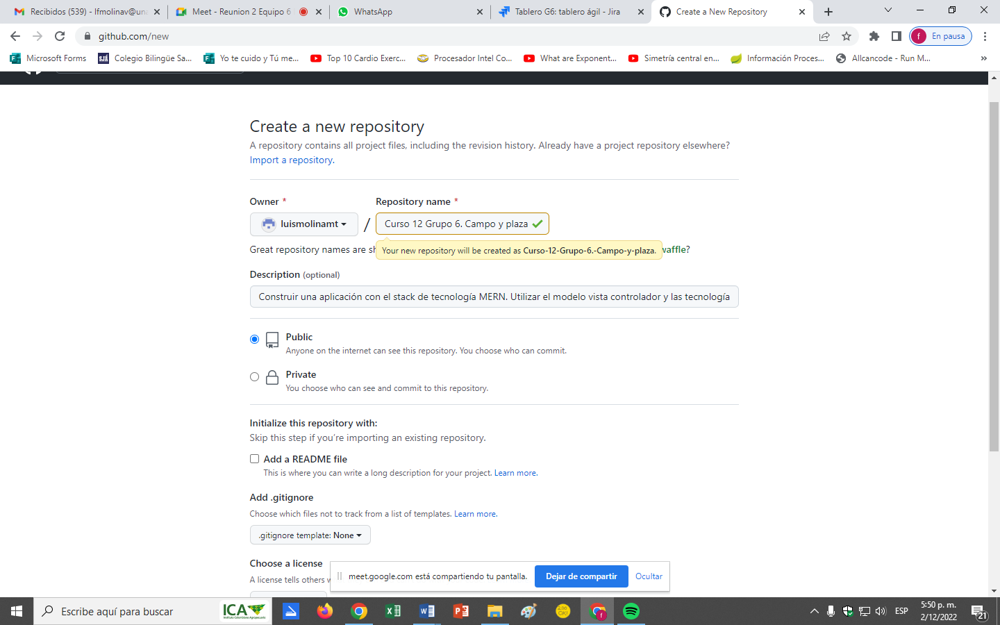 Recibidos (539) - lfmolinav@una
Meet - Reunion 2 Equipo 6
WhatsApp
Tablero G6: tablero ágil - Jira
Create a New Repository
github.com/new
f
En pausa
Microsoft Forms
SJÁ
Colegio Bilingüe Sa...
Yo te cuido y Tú me...
Top 10 Cardio Exerc...
Procesador Intel Co...
What are Exponent...
Simetría central en...
Información Proces...
Allcancode - Run M...
»
Create a new repository
A repository contains all project files, including the revision history. Already have a project repository elsewhere?
Import a repository.
Owner * Repository name *
luismolinamt / Curso 12 Grupo 6. Campo y plaza
Great repository names are sh
Your new repository will be created as Curso-12-Grupo-6.-Campo-y-plaza.
waffle?
Description (optional)
Construir una aplicación con el stack de tecnología MERN. Utilizar el modelo vista controlador y las tecnología
Public
Anyone on the internet can see this repository. You choose who can commit.
Private
You choose who can see and commit to this repository.
Initialize this repository with:
Skip this step if you're importing an existing repository.
Add a README file
This is where you can write a long description for your project. Learn more.
Add .gitignore
Choose which files not to track from a list of templates. Learn more.
.gitignore template: None
Choose a license
A license tells others w
meet.google.com está compartiendo tu pantalla. Dejar de compartir Ocultar
Escribe aquí para buscar
ICA
Instituto Colombiano Agropecuario
f
ESP
5:50 p. m.
2/12/2022
21